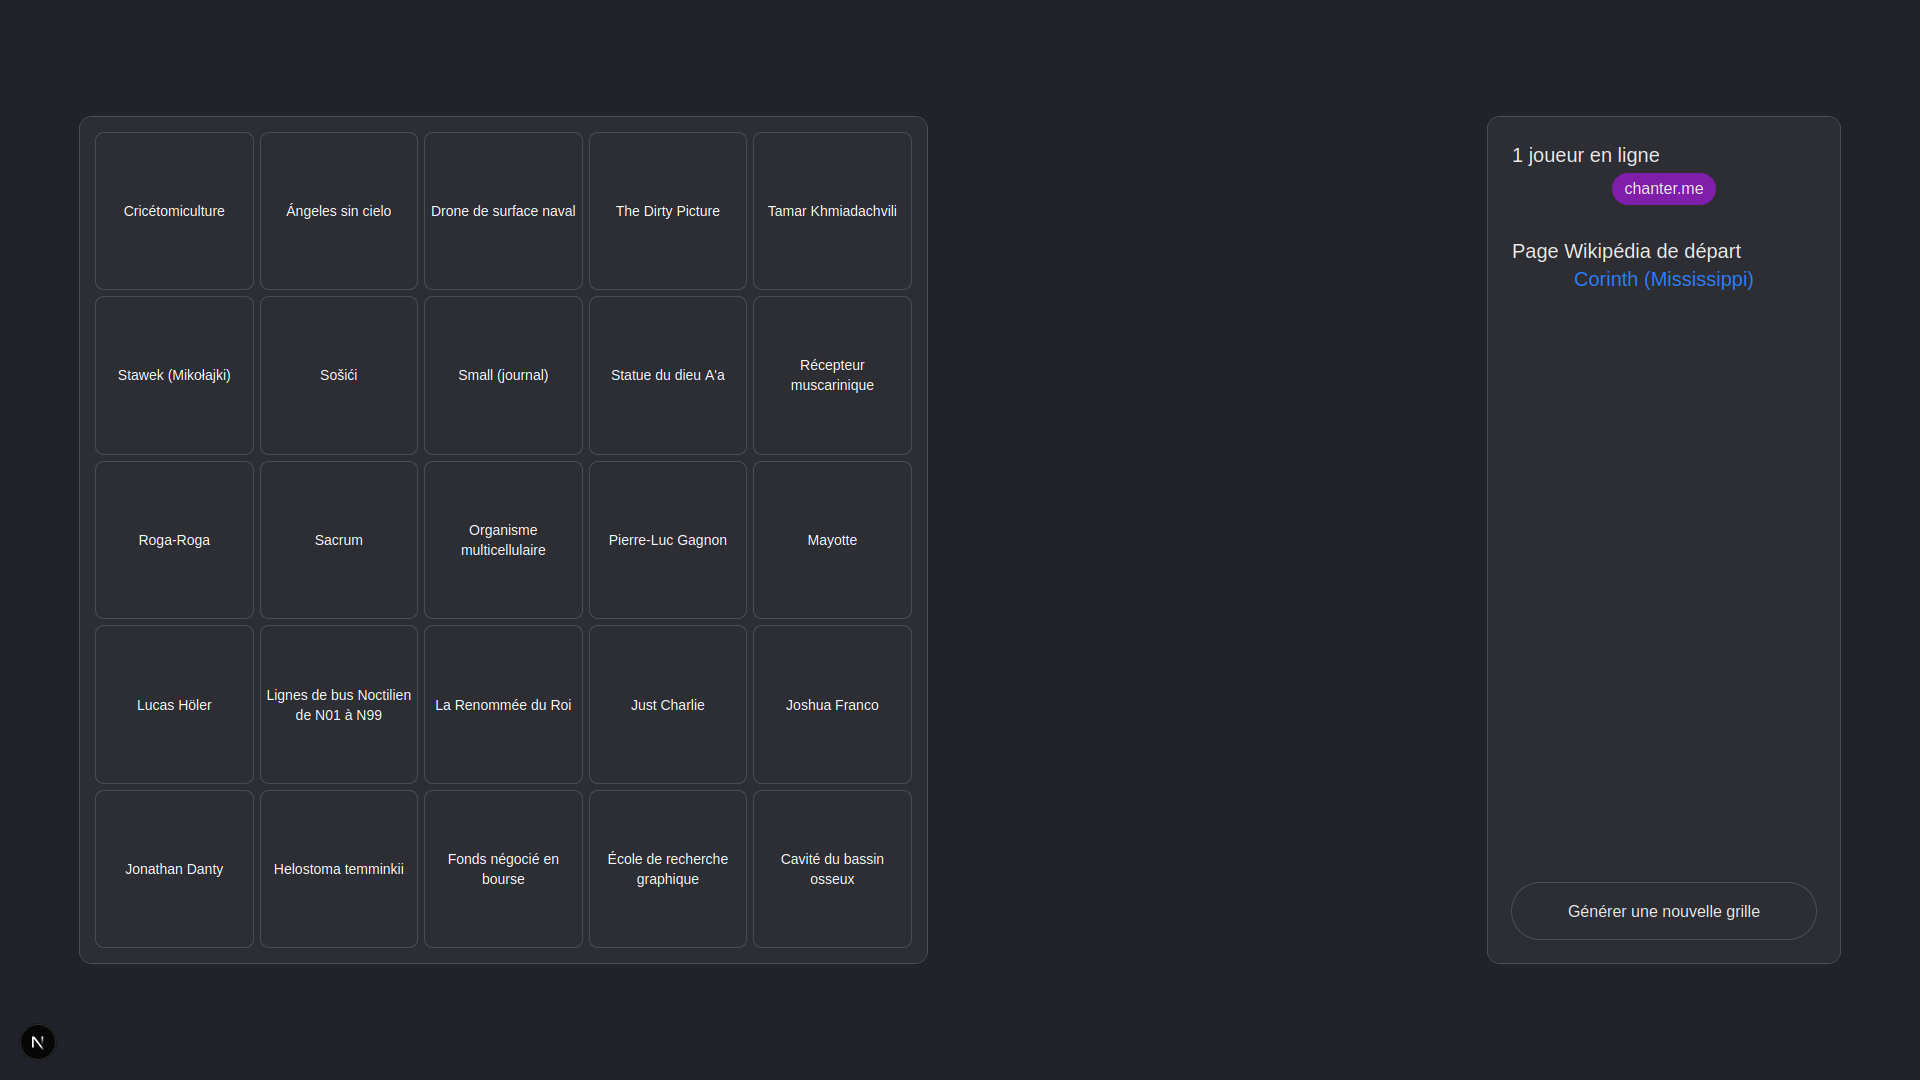 Cricétomiculture
Ángeles sin cielo
Drone de surface naval
The Dirty Picture
Tamar Khmiadachvili
Stawek (Mikołajki)
Sošići
Small (journal)
Statue du dieu A'a
Récepteur
muscarinique
Roga-Roga
Sacrum
Organisme
multicellulaire
Pierre-Luc Gagnon
Mayotte
Lucas Höler
Lignes de bus Noctilien
de N01 à N99
La Renommée du Roi
Just Charlie
Joshua Franco
Jonathan Danty
Helostoma temminkii
Fonds négocié en
bourse
École de recherche
graphique
Cavité du bassin
osseux
1 joueur en ligne
chanter.me
Page Wikipédia de départ
Corinth (Mississippi)
Générer une nouvelle grille
N